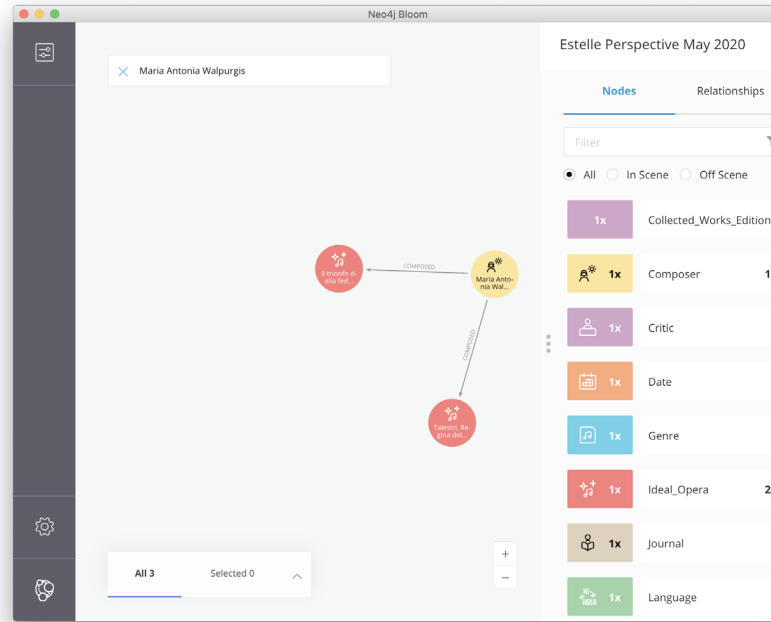 Neo4j Bloom
Maria Antonia Walpurgis
Il trionfo d-
ella fed...
COMPOSED
Maria Anto-
nia Wal...
COMPOSED
Talestri, Re-
gina del...
All 3
Selected 0
+
−
Estelle Perspective May 2020
Nodes
Relationships
Filter
All
In Scene
Off Scene
1x
Collected_Works_Edition
1x
Composer
1
1x
Critic
1x
Date
1x
Genre
1x
Ideal_Opera
2
1x
Journal
HI
HOLA
1x
Language